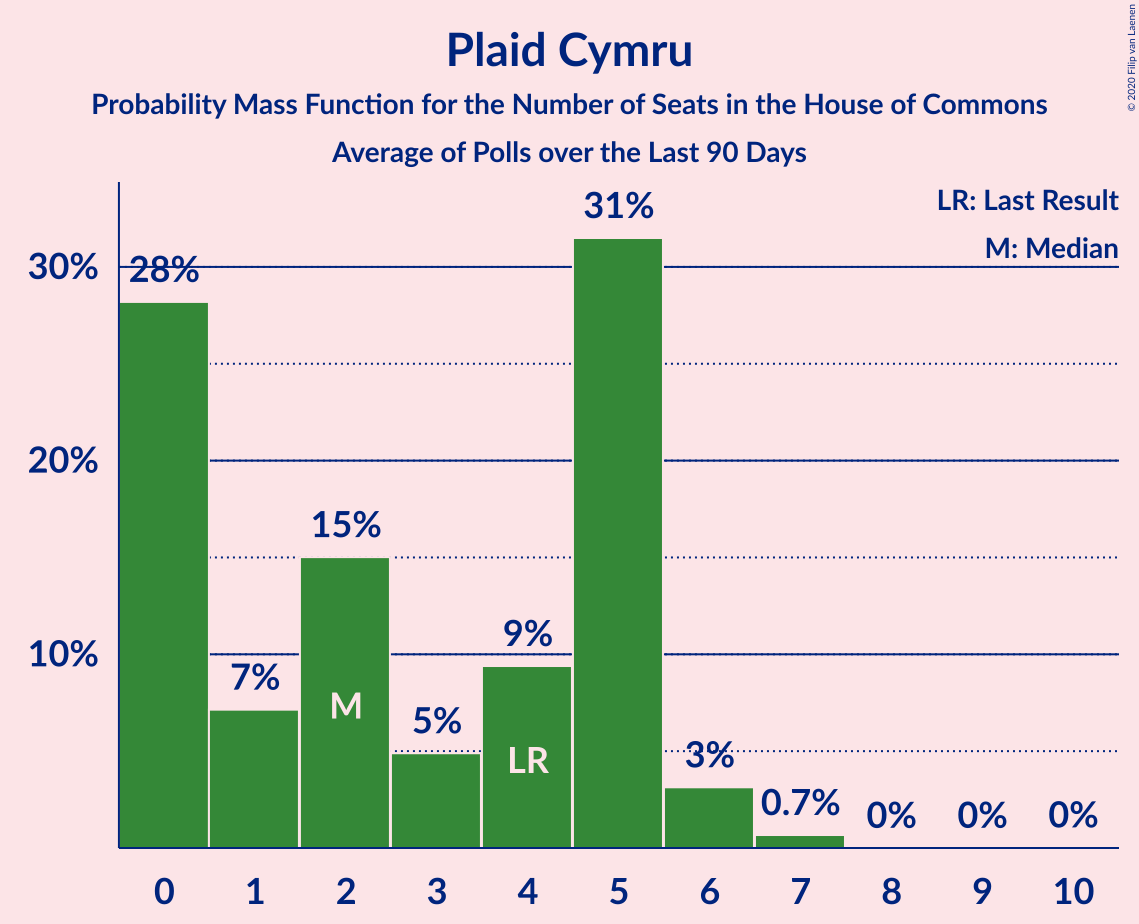 © 2020 Filip van Laenen
Plaid Cymru
Probability Mass Function for the Number of Seats in the House of Commons
Average of Polls over the Last 90 Days
LR: Last Result
M: Median
30%
20%
10%
28%
7%
15%
5%
9%
31%
3%
0.7%
0%
0%
0%
M
LR
0 1 2 3 4 5 6 7 8 9 10